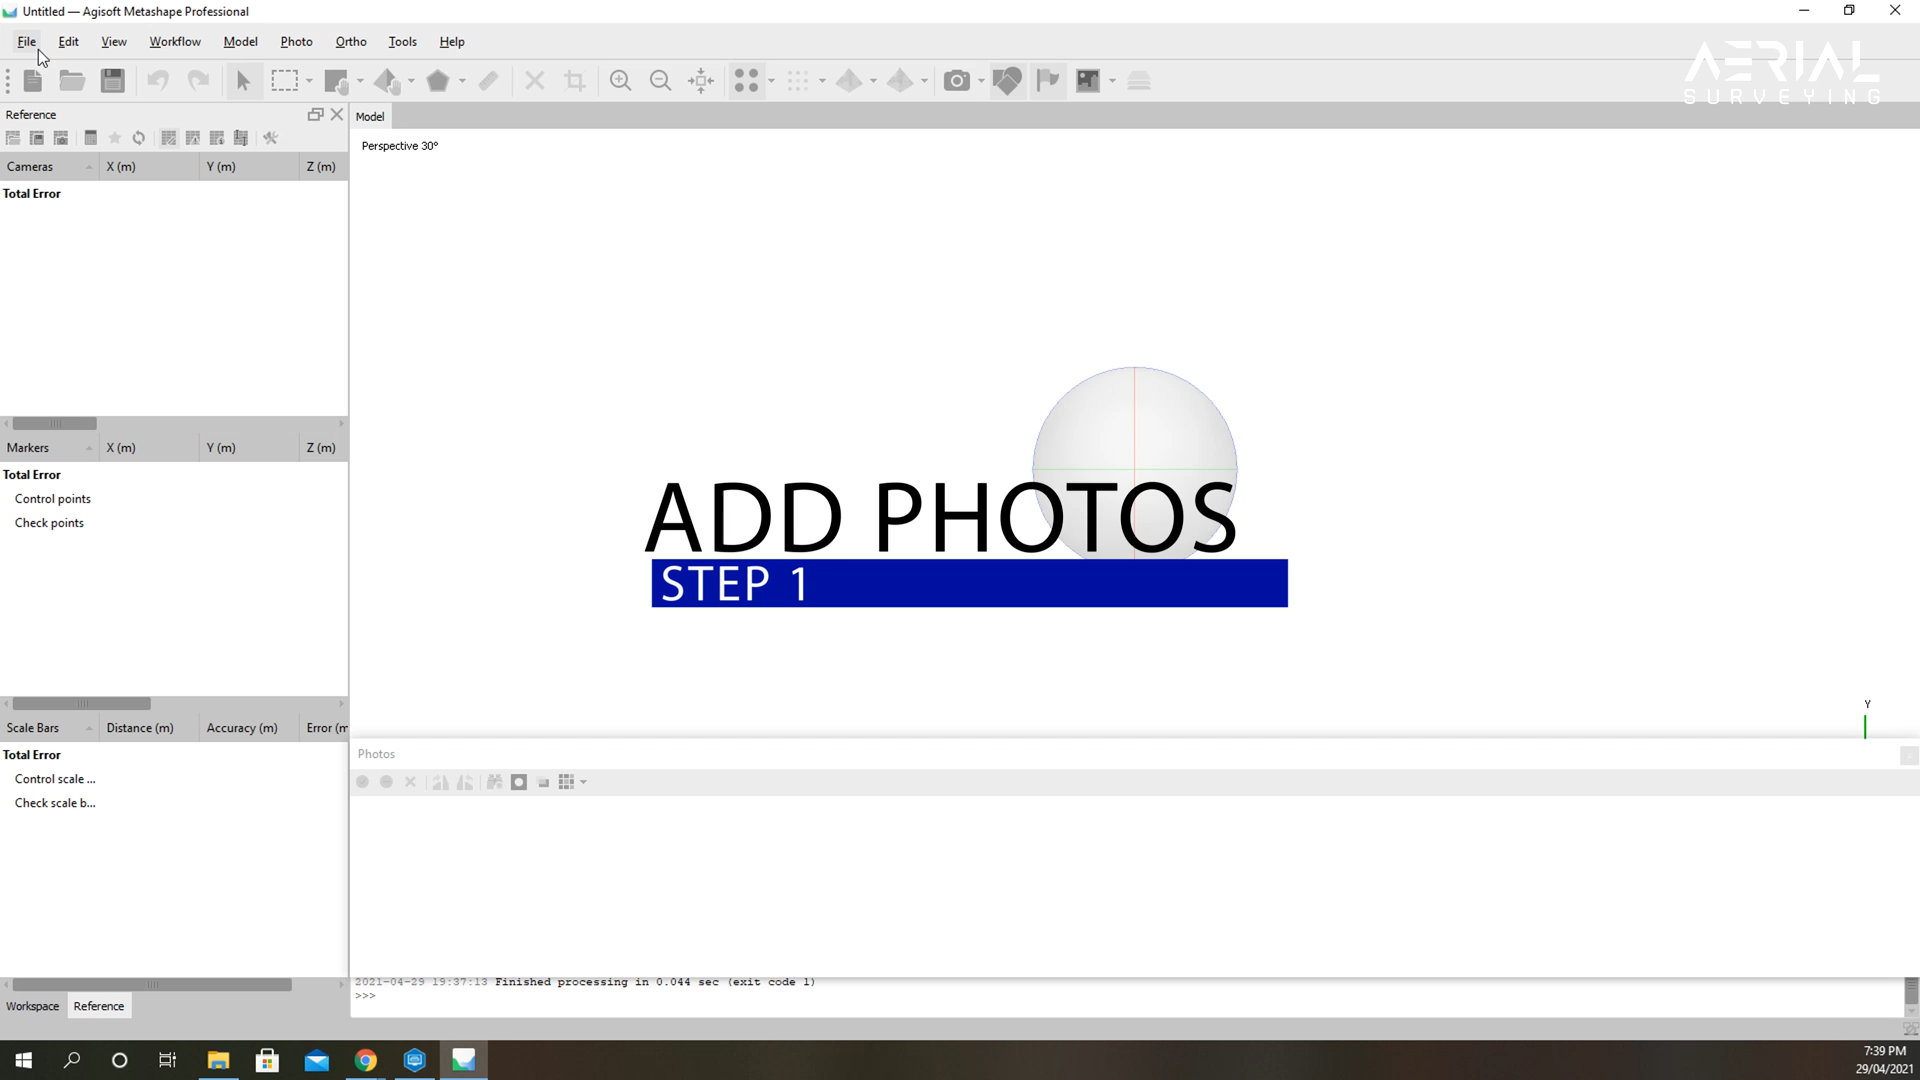 Untitled — Agisoft Metashape Professional
File Edit View Workflow Model Photo Ortho Tools Help
AERIAL
SURVEYING
Reference
Model
Perspective 30°
Cameras X (m) Y (m) Z (m)
Total Error
Markers X (m) Y (m) Z (m)
Total Error
Control points
Check points
ADD PHOTOS
STEP 1
Y
Scale Bars Distance (m) Accuracy (m) Error (m
Total Error
Control scale ...
Check scale b...
Photos
2021-04-29 19:37:13 Finished processing in 0.044 sec (exit code 1)
>>>
Workspace Reference
7:39 PM
29/04/2021